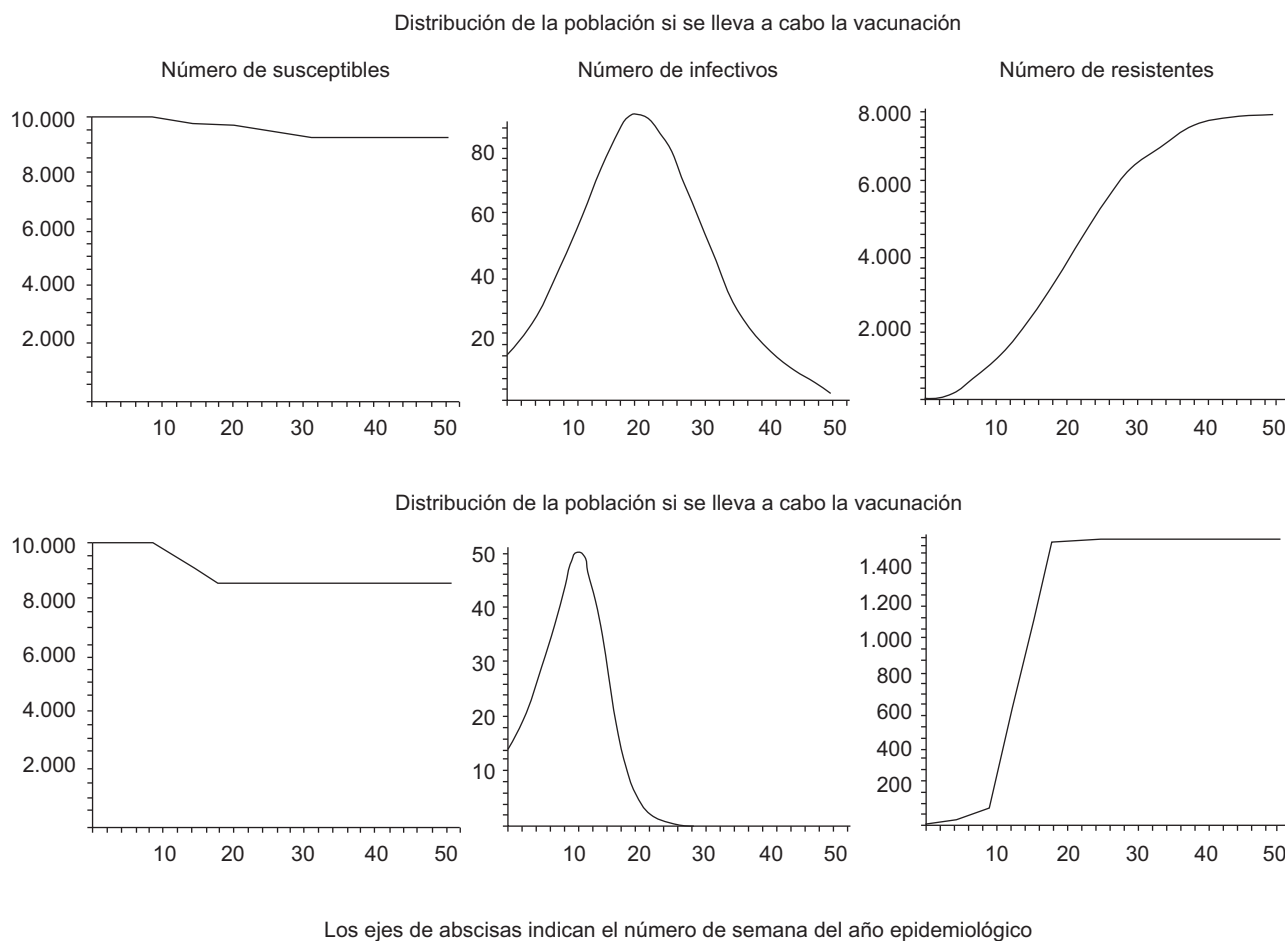 Distribución de la población si se lleva a cabo la vacunación
Número de susceptibles
Número de infectivos
Número de resistentes
10.000
8.000
6.000
4.000
2.000
10 20 30 40 50
80
60
40
20
10 20 30 40 50
8.000
6.000
4.000
2.000
10 20 30 40 50
Distribución de la población si se lleva a cabo la vacunación
10.000
8.000
6.000
4.000
2.000
10 20 30 40 50
50
40
30
20
10
10 20 30 40 50
1.400
1.200
1.000
800
600
400
200
10 20 30 40 50
Los ejes de abscisas indican el número de semana del año epidemiológico